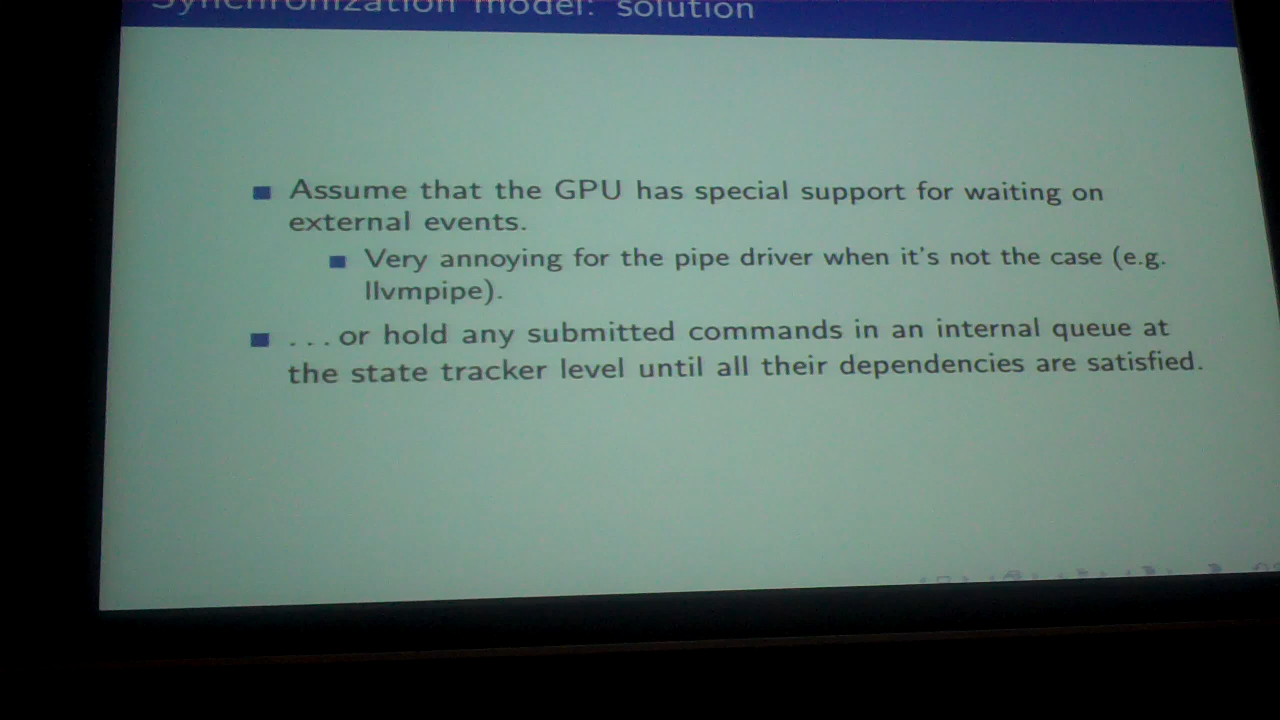 Synchronization model: solution
Assume that the GPU has special support for waiting on
external events.
Very annoying for the pipe driver when it's not the case (e.g.
llvmpipe).
...or hold any submitted commands in an internal queue at
the state tracker level until all their dependencies are satisfied.